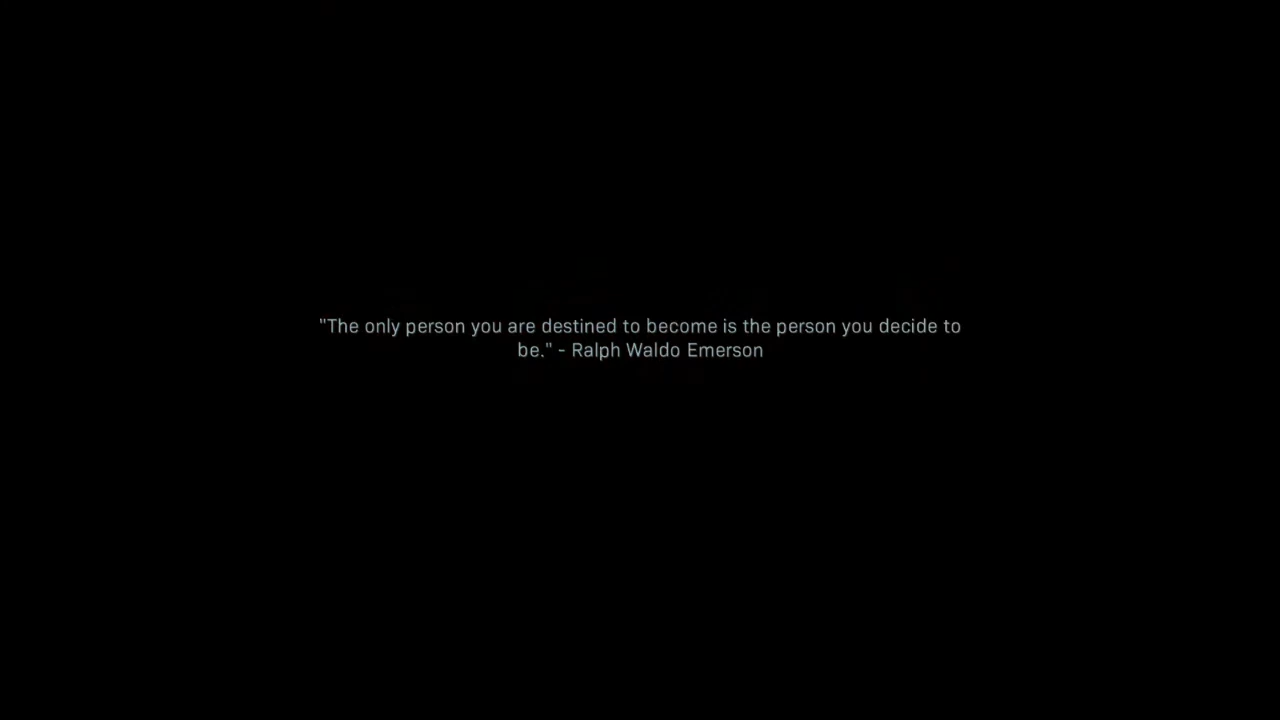 "The only person you are destined to become is the person you decide to
be." - Ralph Waldo Emerson